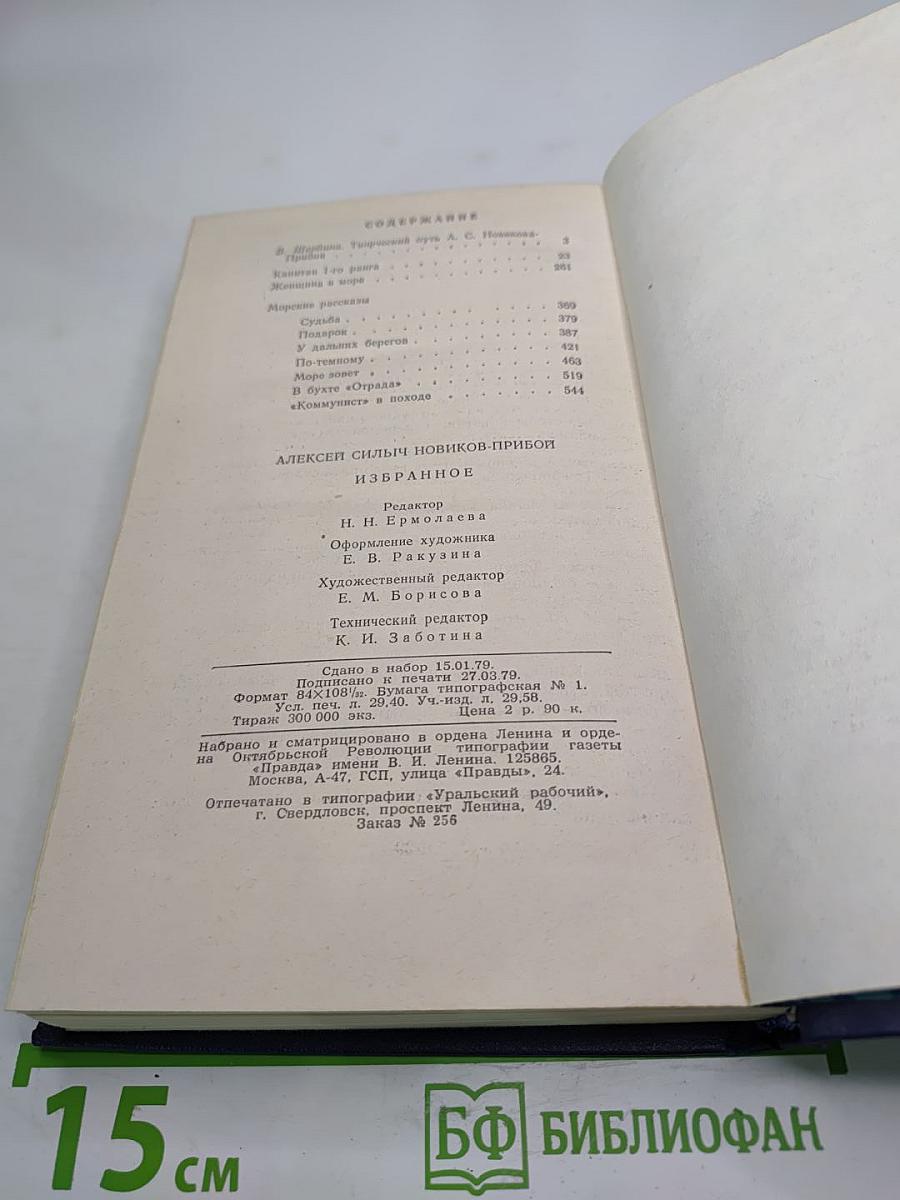 СОДЕРЖАНИЕ
В. Щербина. Творческий путь А. С. Новикова-
Прибоя . . . . . . . . . . . . 3
Капитан 1-го ранга . . . . . . . . . . 23
Женщина в море . . . . . . . . . . 261
Морские рассказы
Судьба . . . . . . . . . . . 369
Подарок . . . . . . . . . . . 379
У дальних берегов . . . . . . . . 387
По-темному . . . . . . . . . . 421
Море зовет . . . . . . . . . . 463
В бухте «Отрада» . . . . . . . . 519
«Коммунист» в походе . . . . . . . 544
АЛЕКСЕЙ СИЛЫЧ НОВИКОВ-ПРИБОЙ
ИЗБРАННОЕ
Редактор
Н. Н. Ермолаева
Оформление художника
Е. В. Ракузина
Художественный редактор
Е. М. Борисова
Технический редактор
К. И. Заботина
Сдано в набор 15.01.79.
Подписано к печати 27.03.79.
Формат 84×108¹/₃₂. Бумага типографская № 1.
Усл. печ. л. 29,40. Уч.-изд. л. 29,58.
Тираж 300 000 экз. Цена 2 р. 90 к.
Набрано и сматрицировано в ордена Ленина и орде-
на Октябрьской Революции типографии газеты
«Правда» имени В. И. Ленина. 125865.
Москва, А-47, ГСП, улица «Правды», 24.
Отпечатано в типографии «Уральский рабочий»,
г. Свердловск, проспект Ленина, 49.
Заказ № 256
15 см
БФ БИБЛИОФАН